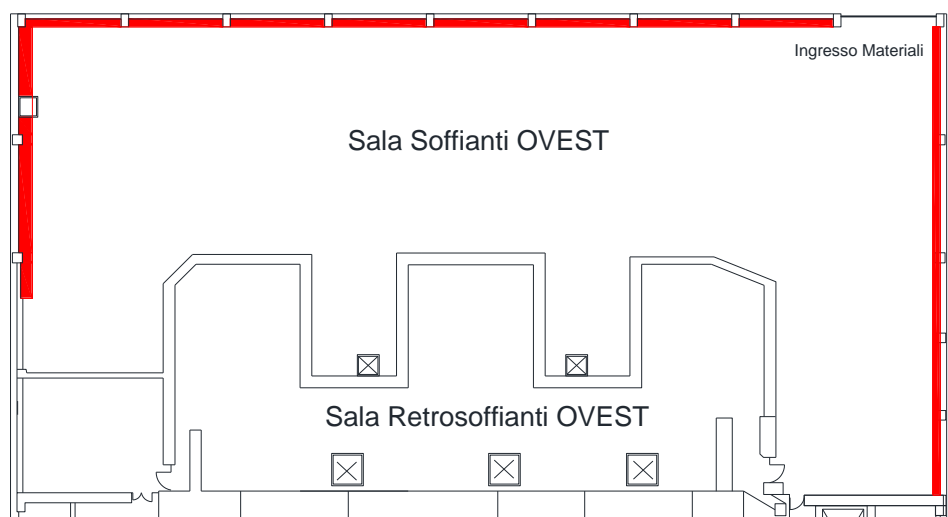 Ingresso Materiali
Sala Soffianti OVEST
Sala Retrosoffianti OVEST